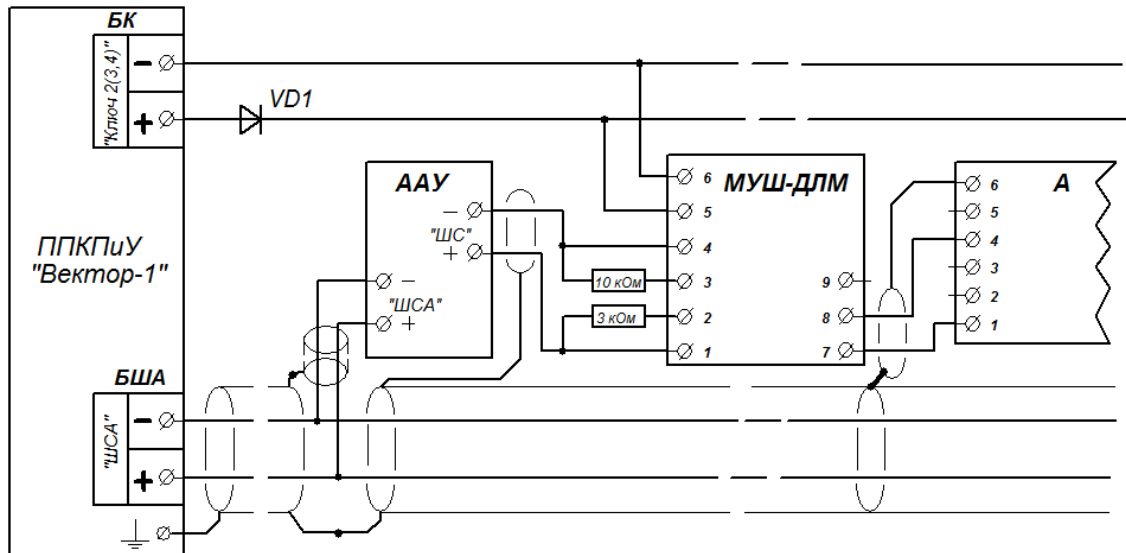 БК
"Ключ 2(3,4)"
−
+
VD1
ППКПиУ
"Вектор-1"
ААУ
−
"ШС"
+
−
"ШСА"
+
10 кОм
3 кОм
МУШ-ДЛМ
6
5
4
3
2
1
9
8
7
А
6
5
4
3
2
1
БША
"ШСА"
−
+